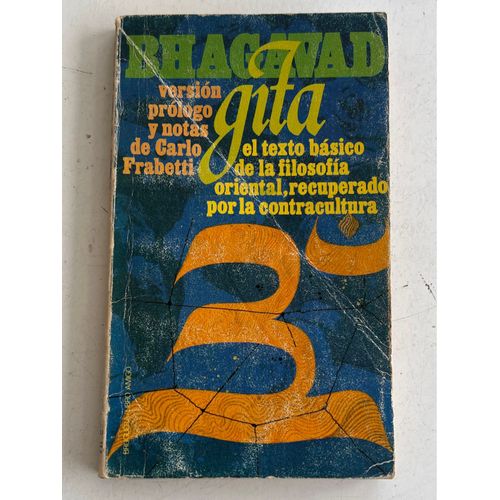 BHAGAVAD
gita
versión
prólogo
y notas
de Carlo
Frabetti
el texto básico
de la filosofía
oriental, recuperado
por la contracultura